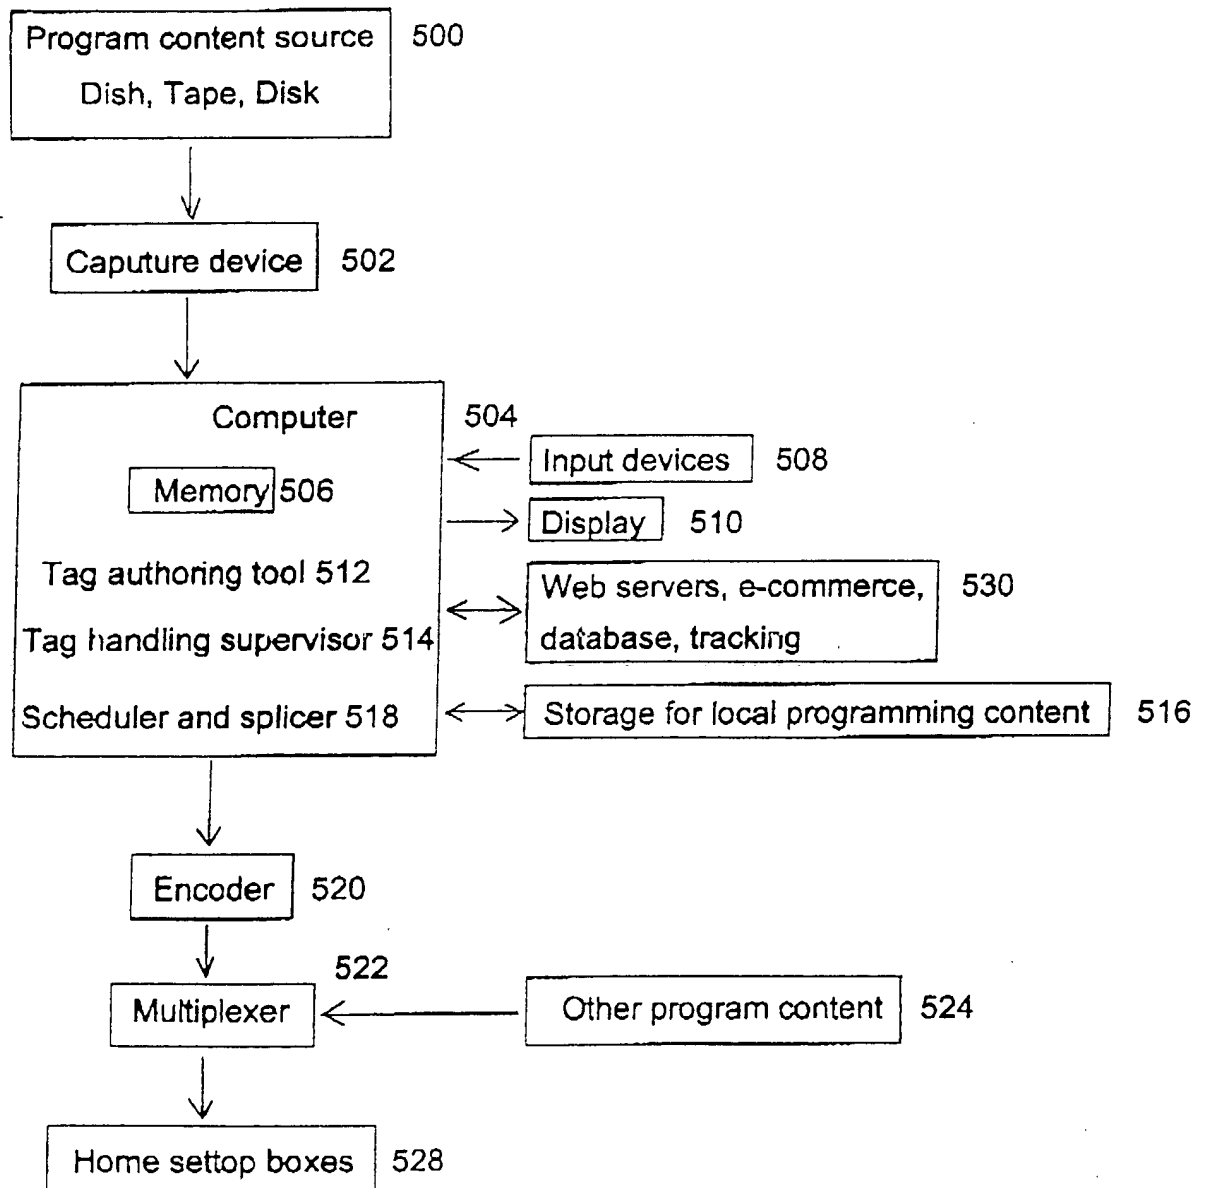 Program content source 500
Dish, Tape, Disk
Caputure device 502
Computer 504
Input devices 508
Memory 506
Display 510
Tag authoring tool 512
Web servers, e-commerce, 530
database, tracking
Tag handling supervisor 514
Scheduler and splicer 518
Storage for local programming content 516
Encoder 520
522
Multiplexer
Other program content 524
Home settop boxes 528